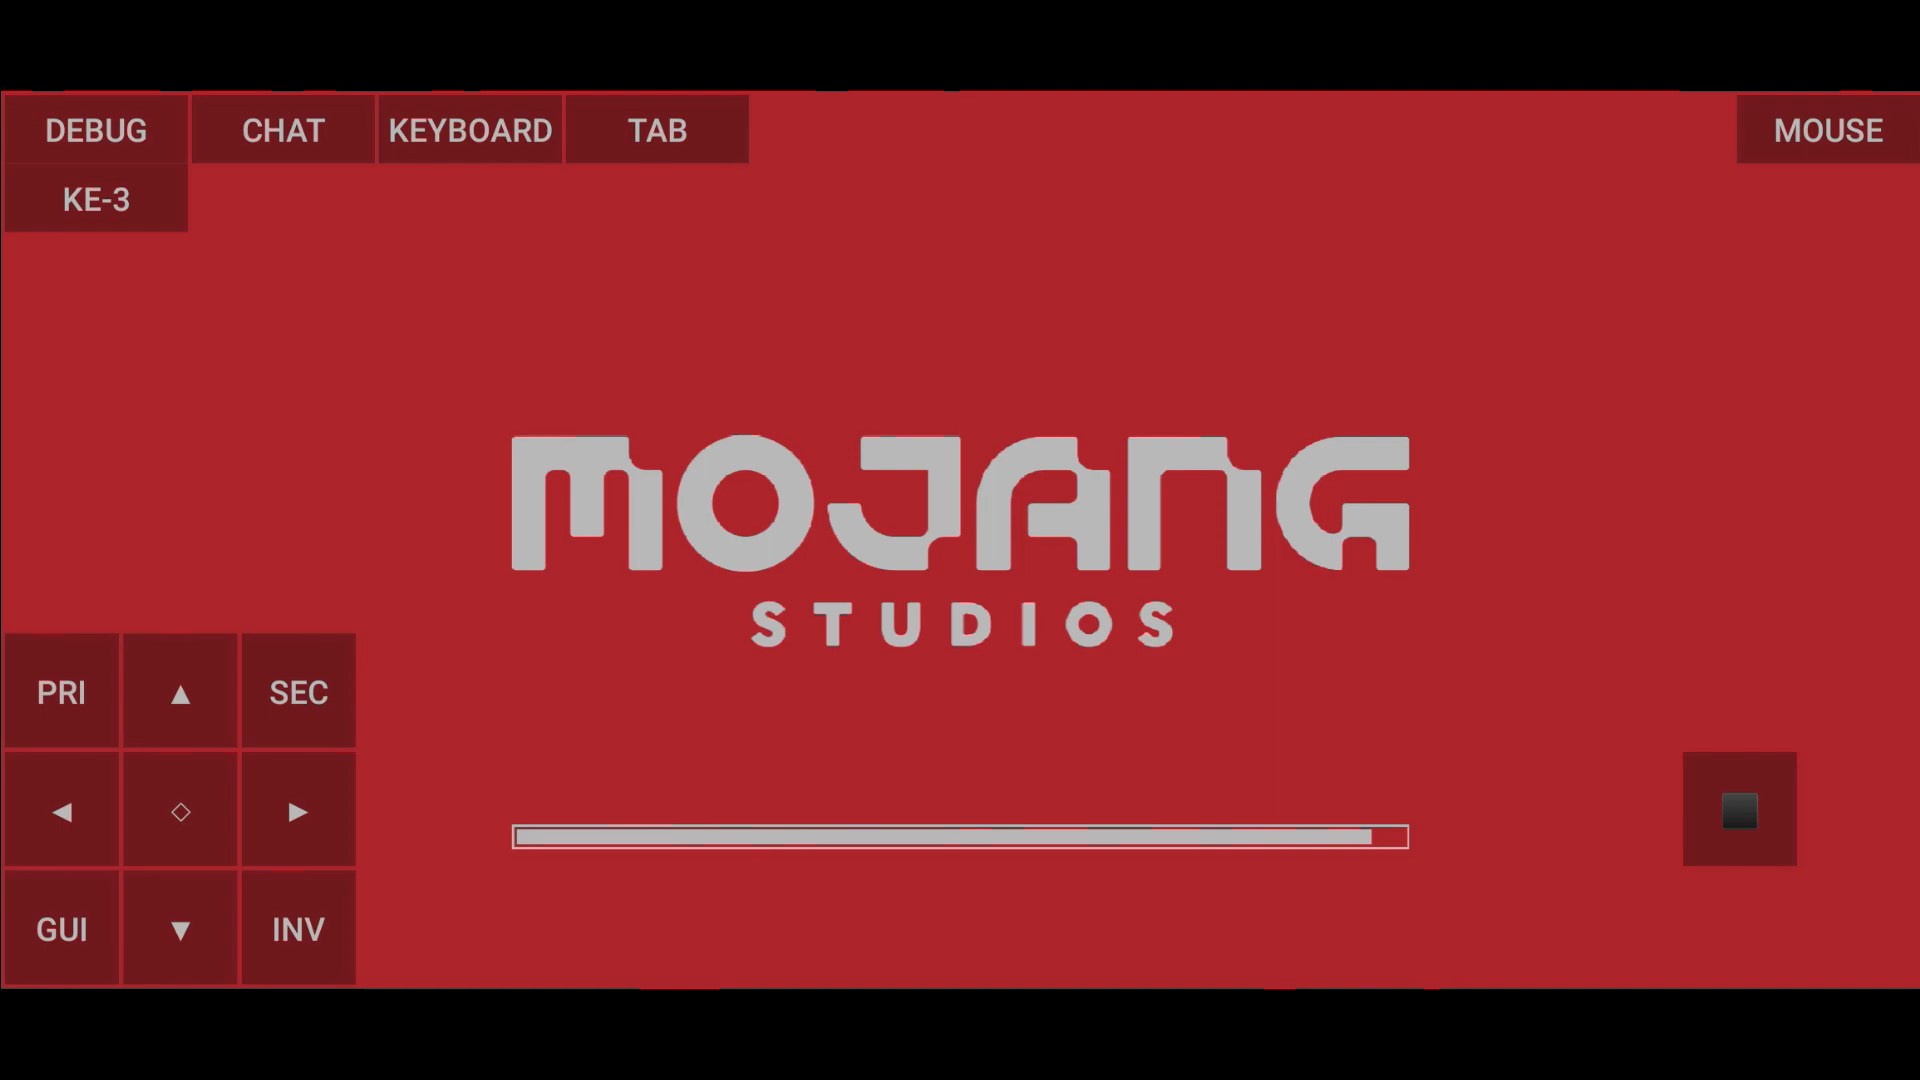 DEBUG CHAT KEYBOARD TAB MOUSE
KE-3
MOJANG
STUDIOS
PRI ▲ SEC
◀ ◇ ▶
GUI ▼ INV